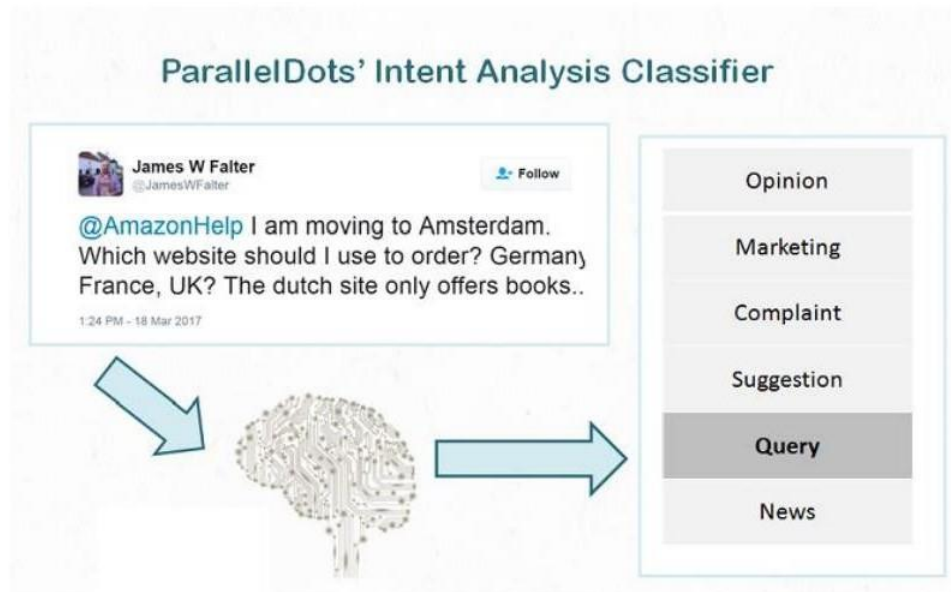 ParallelDots' Intent Analysis Classifier
James W Falter
@JamesWFalter
Follow
@AmazonHelp I am moving to Amsterdam.
Which website should I use to order? Germany
France, UK? The dutch site only offers books..
1:24 PM - 18 Mar 2017
Opinion
Marketing
Complaint
Suggestion
Query
News